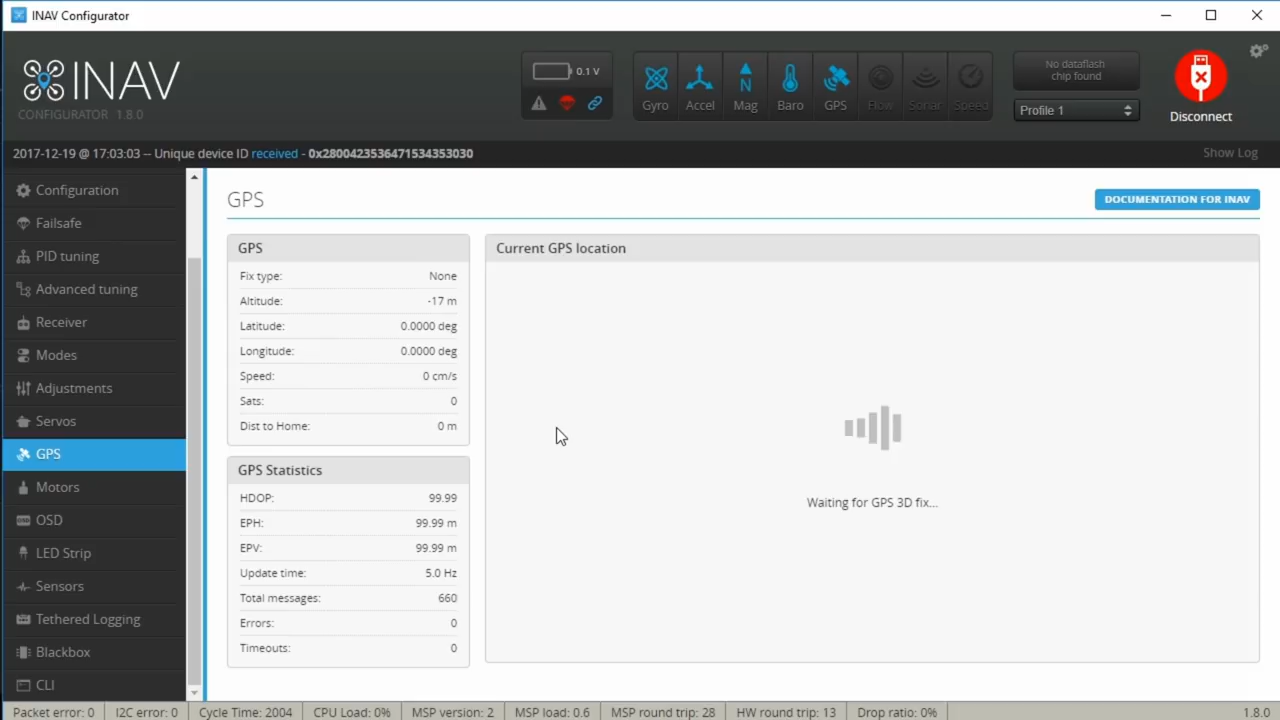 INAV Configurator
INAV
CONFIGURATOR 1.8.0
0.1 V
Gyro
Accel
Mag
Baro
GPS
Flow
Sonar
Speed
No dataflash
chip found
Profile 1
Disconnect
2017-12-19 @ 17:03:03 -- Unique device ID received - 0x2800423536471534353030
Show Log
Configuration
Failsafe
PID tuning
Advanced tuning
Receiver
Modes
Adjustments
Servos
GPS
Motors
OSD
LED Strip
Sensors
Tethered Logging
Blackbox
CLI
GPS
DOCUMENTATION FOR INAV
GPS
Fix type: None
Altitude: -17 m
Latitude: 0.0000 deg
Longitude: 0.0000 deg
Speed: 0 cm/s
Sats: 0
Dist to Home: 0 m
GPS Statistics
HDOP: 99.99
EPH: 99.99 m
EPV: 99.99 m
Update time: 5.0 Hz
Total messages: 660
Errors: 0
Timeouts: 0
Current GPS location
Waiting for GPS 3D fix...
Packet error: 0 I2C error: 0 Cycle Time: 2004 CPU Load: 0% MSP version: 2 MSP load: 0.6 MSP round trip: 28 HW round trip: 13 Drop ratio: 0% 1.8.0